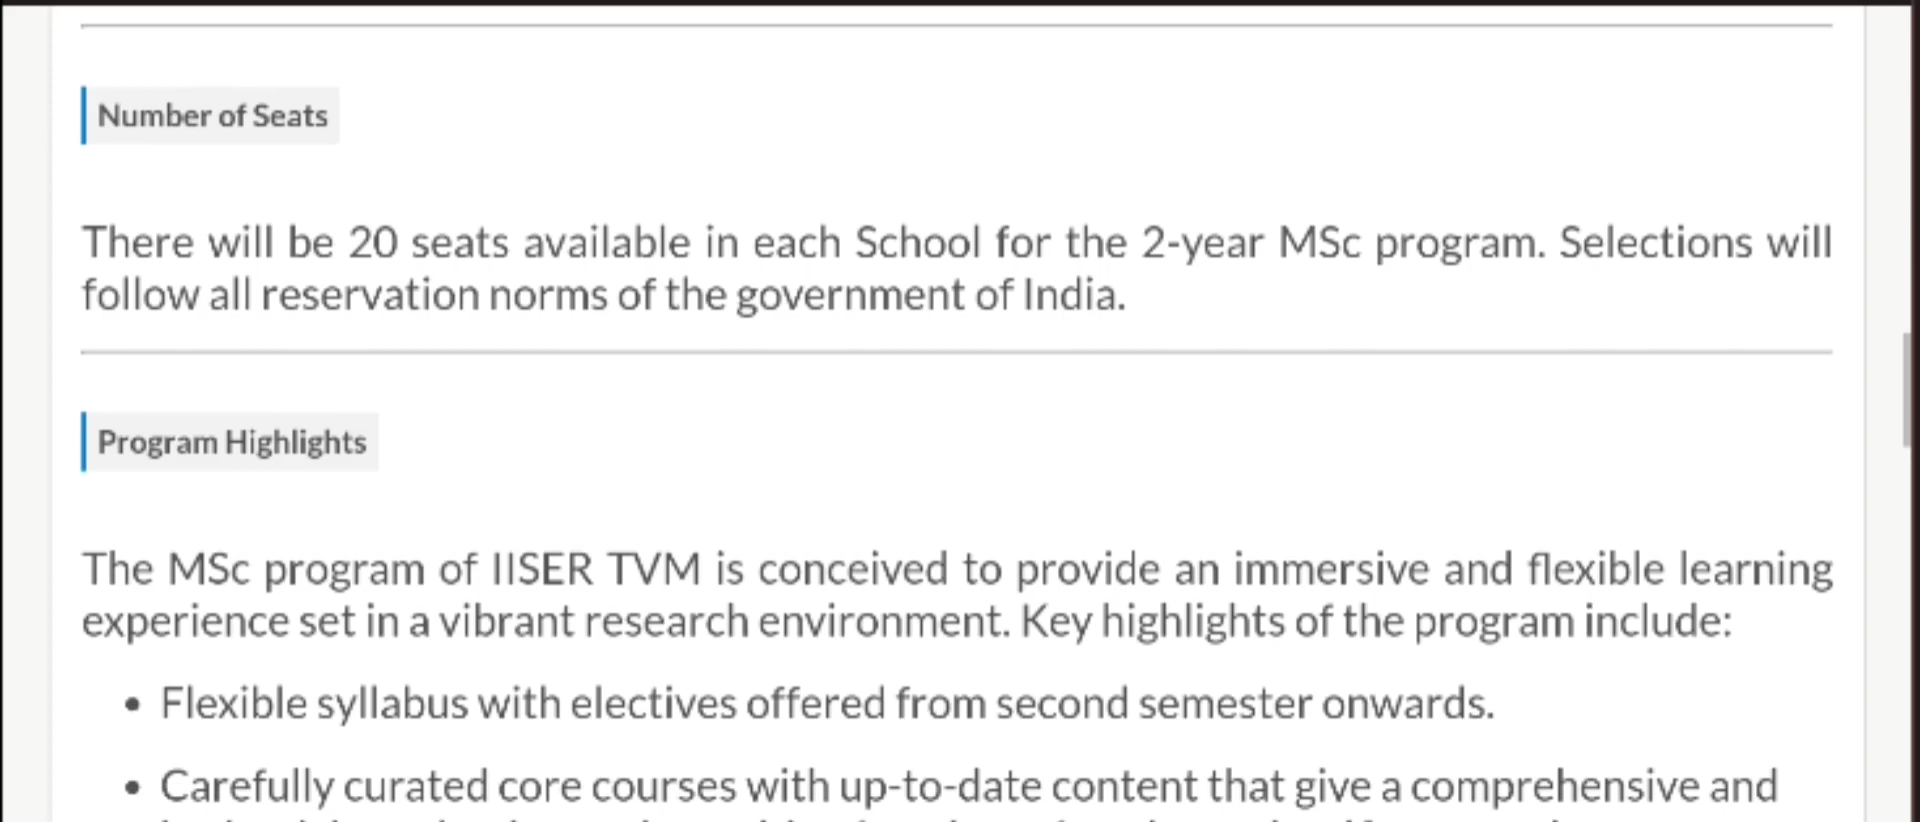 Number of Seats
There will be 20 seats available in each School for the 2-year MSc program. Selections will
follow all reservation norms of the government of India.
Program Highlights
The MSc program of IISER TVM is conceived to provide an immersive and flexible learning
experience set in a vibrant research environment. Key highlights of the program include:
• Flexible syllabus with electives offered from second semester onwards.
• Carefully curated core courses with up-to-date content that give a comprehensive and